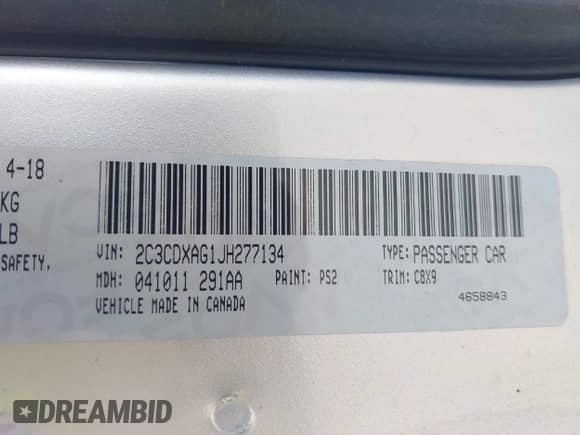 4-18
KG
LB
SAFETY,
VIN: 2C3CDXAG1JH277134 TYPE: PASSENGER CAR
MDH: 041011 291AA PAINT: PS2 TRIM: C8X9
VEHICLE MADE IN CANADA 4658843
DREAMBID